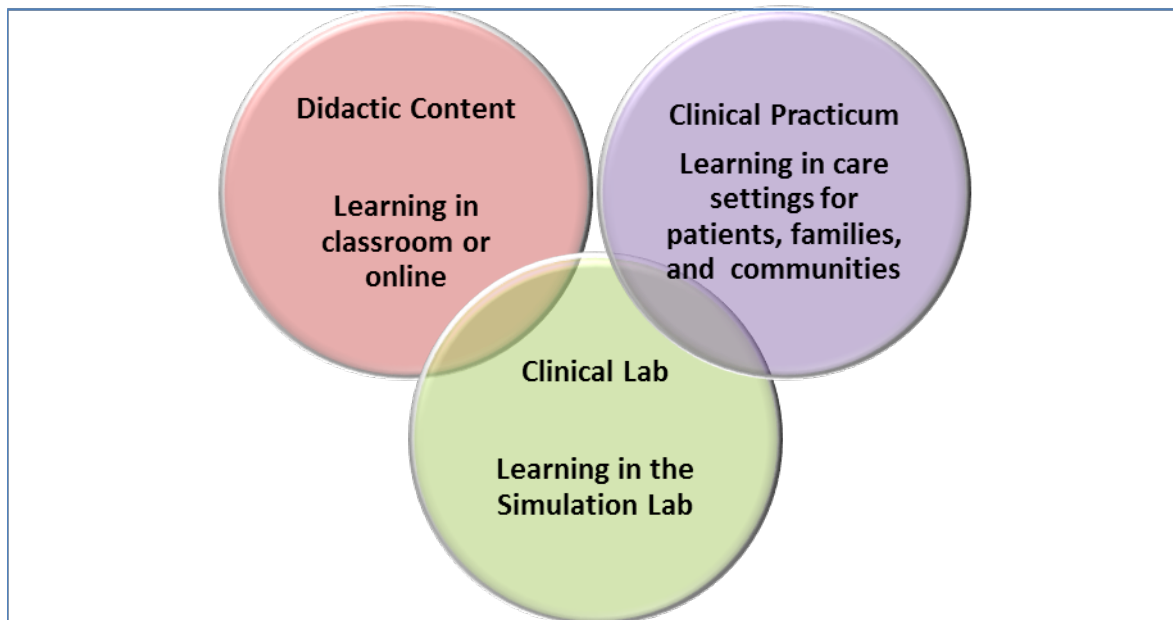 Didactic Content
Learning in
classroom or
online
Clinical Practicum
Learning in care
settings for
patients, families,
and communities
Clinical Lab
Learning in the
Simulation Lab